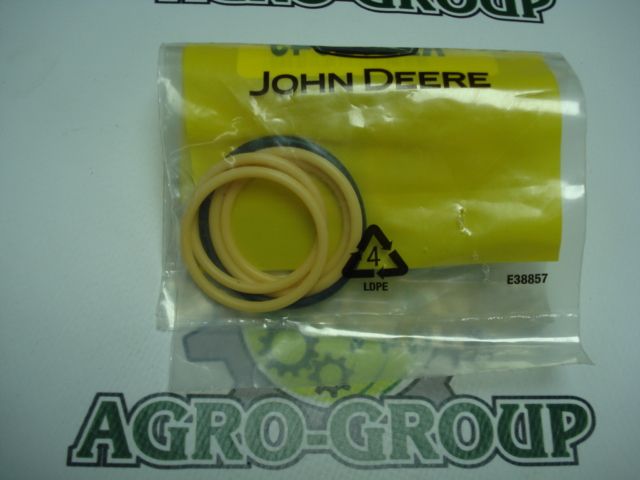 AGRO-GROUP
JOHN DEERE
4
LDPE
E38857
AGRO-GROUP